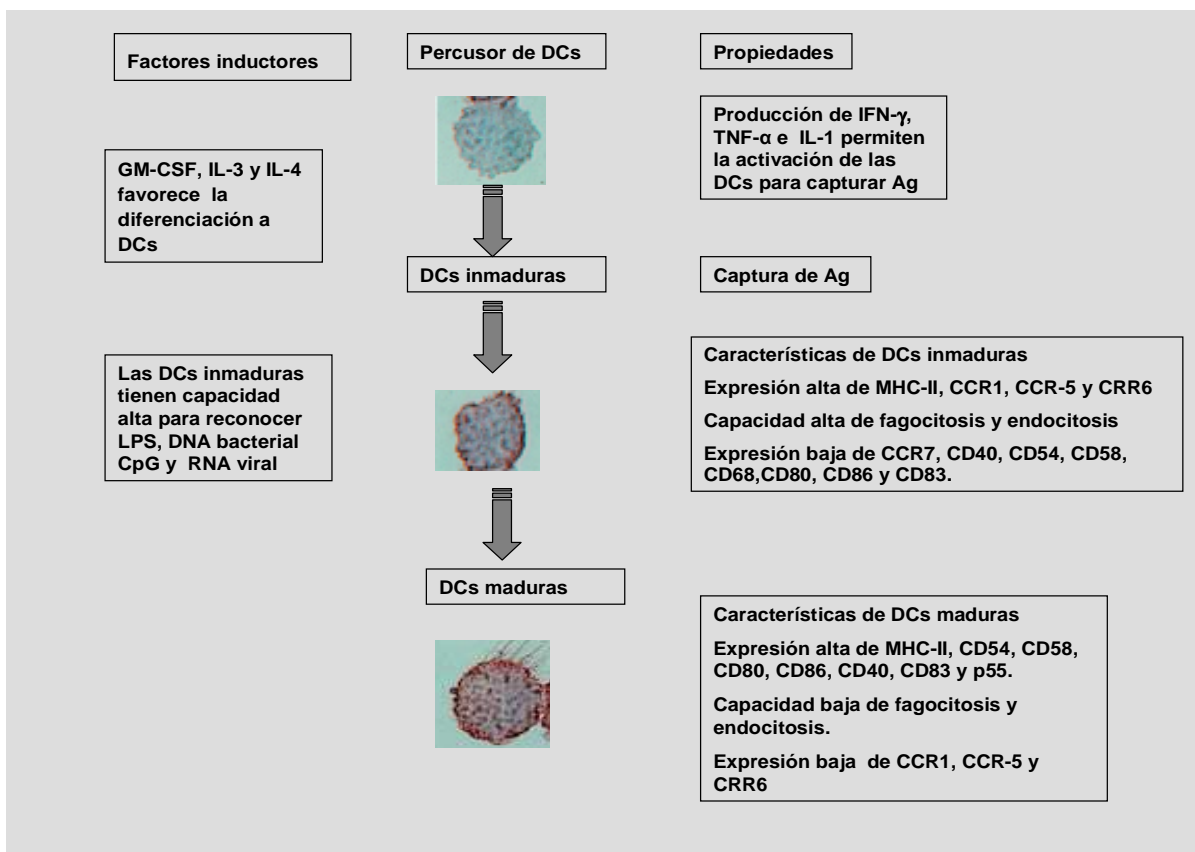 Factores inductores
Percusor de DCs
Propiedades
GM-CSF, IL-3 y IL-4
favorece la
diferenciación a
DCs
Producción de IFN-γ,
TNF-α e IL-1 permiten
la activación de las
DCs para capturar Ag
DCs inmaduras
Captura de Ag
Las DCs inmaduras
tienen capacidad
alta para reconocer
LPS, DNA bacterial
CpG y RNA viral
Características de DCs inmaduras
Expresión alta de MHC-II, CCR1, CCR-5 y CRR6
Capacidad alta de fagocitosis y endocitosis
Expresión baja de CCR7, CD40, CD54, CD58,
CD68,CD80, CD86 y CD83.
DCs maduras
Características de DCs maduras
Expresión alta de MHC-II, CD54, CD58,
CD80, CD86, CD40, CD83 y p55.
Capacidad baja de fagocitosis y
endocitosis.
Expresión baja de CCR1, CCR-5 y
CRR6